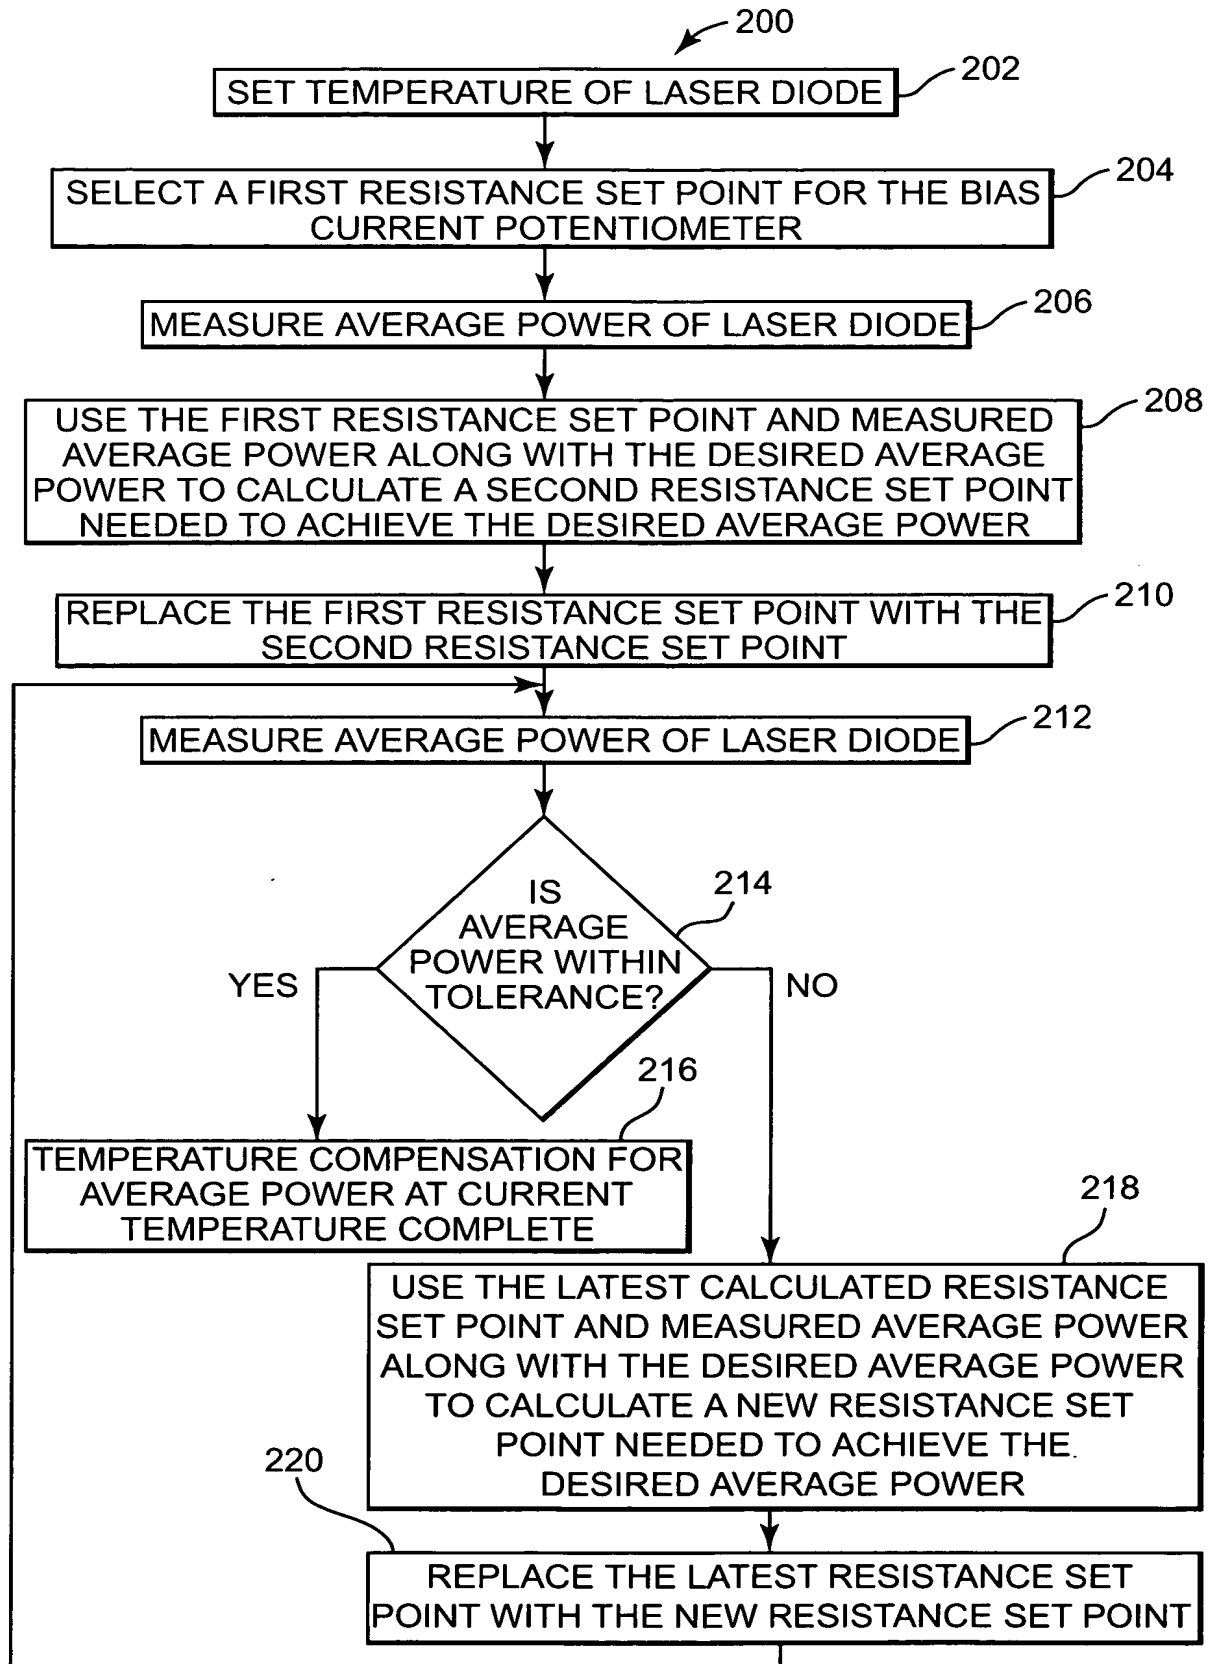 200
SET TEMPERATURE OF LASER DIODE
202
SELECT A FIRST RESISTANCE SET POINT FOR THE BIAS
CURRENT POTENTIOMETER
204
MEASURE AVERAGE POWER OF LASER DIODE
206
USE THE FIRST RESISTANCE SET POINT AND MEASURED
AVERAGE POWER ALONG WITH THE DESIRED AVERAGE
POWER TO CALCULATE A SECOND RESISTANCE SET POINT
NEEDED TO ACHIEVE THE DESIRED AVERAGE POWER
208
REPLACE THE FIRST RESISTANCE SET POINT WITH THE
SECOND RESISTANCE SET POINT
210
MEASURE AVERAGE POWER OF LASER DIODE
212
IS
AVERAGE
POWER WITHIN
TOLERANCE?
214
YES
NO
216
TEMPERATURE COMPENSATION FOR
AVERAGE POWER AT CURRENT
TEMPERATURE COMPLETE
218
USE THE LATEST CALCULATED RESISTANCE
SET POINT AND MEASURED AVERAGE POWER
ALONG WITH THE DESIRED AVERAGE POWER
TO CALCULATE A NEW RESISTANCE SET
POINT NEEDED TO ACHIEVE THE
DESIRED AVERAGE POWER
220
REPLACE THE LATEST RESISTANCE SET
POINT WITH THE NEW RESISTANCE SET POINT